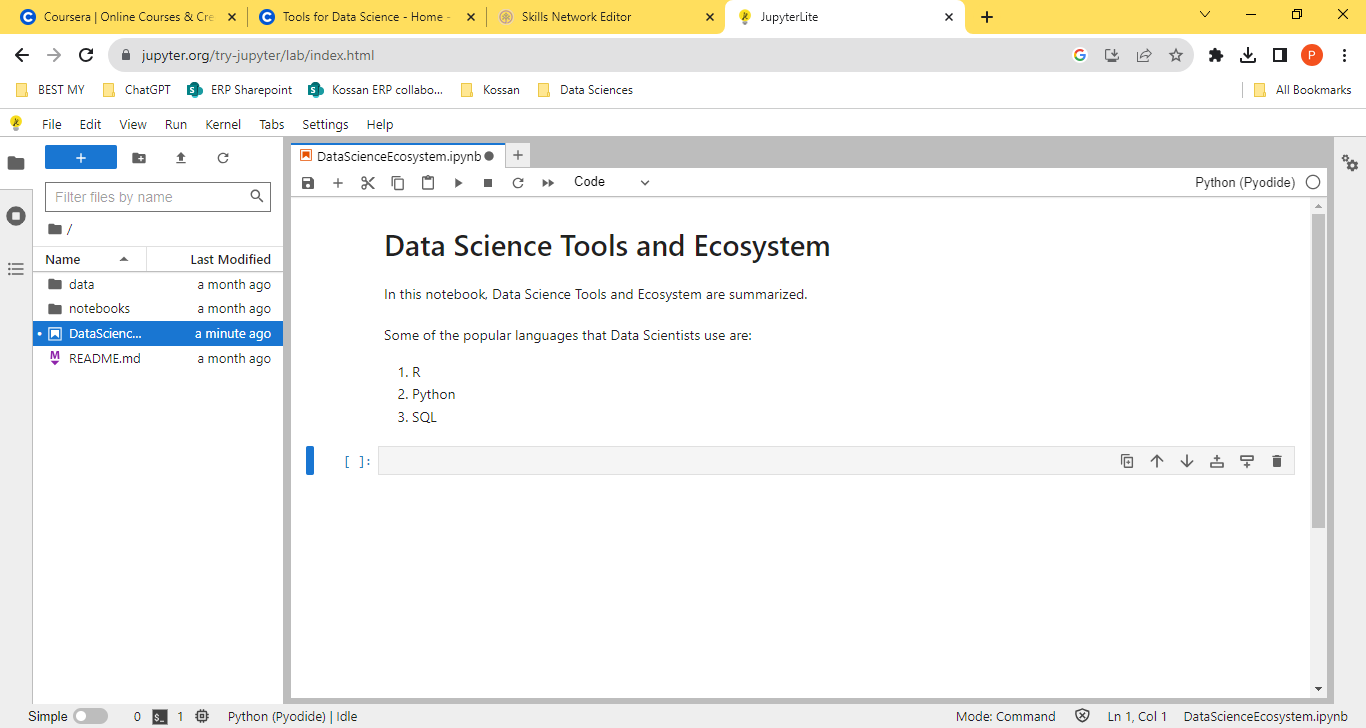 Coursera | Online Courses & Cre
Tools for Data Science - Home -
Skills Network Editor
JupyterLite
jupyter.org/try-jupyter/lab/index.html
P
BEST MY
ChatGPT
ERP Sharepoint
Kossan ERP collabo...
Kossan
Data Sciences
All Bookmarks
File Edit View Run Kernel Tabs Settings Help
Filter files by name
/
Name Last Modified
data a month ago
notebooks a month ago
DataScienc... a minute ago
README.md a month ago
DataScienceEcosystem.ipynb
Code
Python (Pyodide)
Data Science Tools and Ecosystem
In this notebook, Data Science Tools and Ecosystem are summarized.
Some of the popular languages that Data Scientists use are:
1. R
2. Python
3. SQL
[ ]:
Simple 0 $_ 1 Python (Pyodide) | Idle
Mode: Command Ln 1, Col 1 DataScienceEcosystem.ipynb